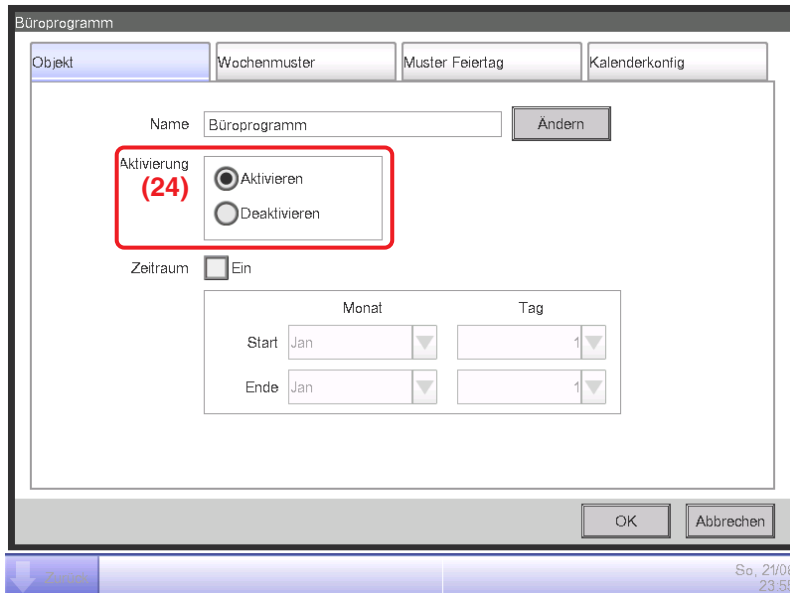 Büroprogramm
Objekt Wochenmuster Muster Feiertag Kalenderkonfig
Name Büroprogramm Ändern
Aktivierung
(24)
Aktivieren
Deaktivieren
Zeitraum Ein
Monat Tag
Start Jan 1
Ende Jan 1
OK Abbrechen
Zurück So, 21/08
23:55